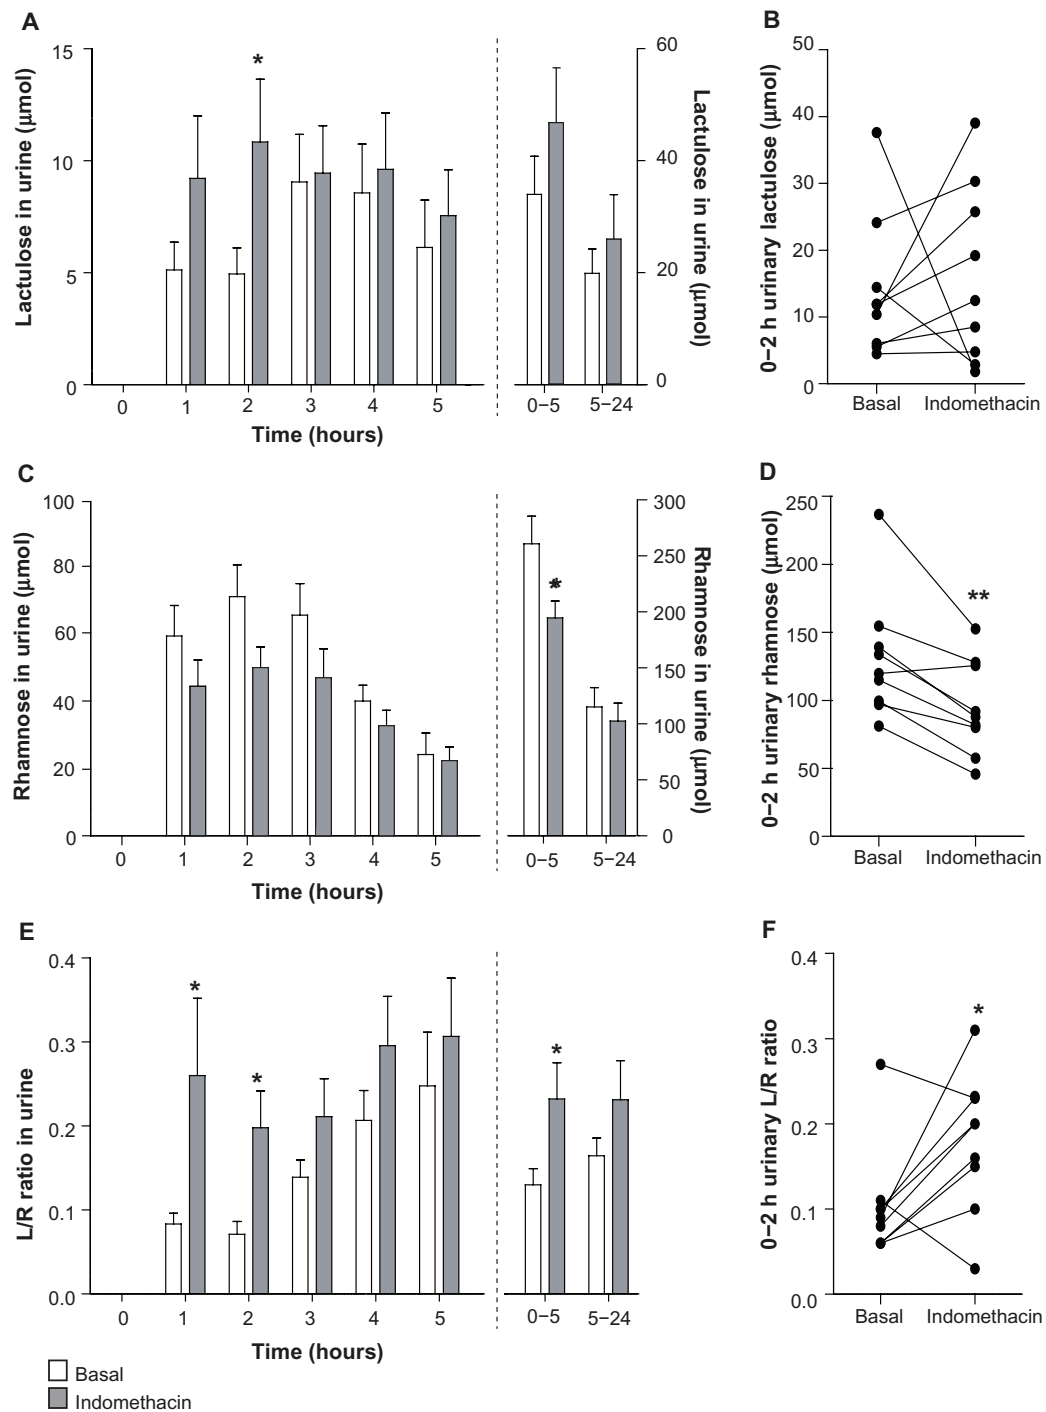 A
Lactulose in urine (μmol)
15
10
5
0
*
0 1 2 3 4 5
Time (hours)
60
40
20
0
Lactulose in urine (μmol)
0−5 5−24
B
0−2 h urinary lactulose (μmol)
50
40
30
20
10
0
Basal Indomethacin
C
Rhamnose in urine (μmol)
100
80
60
40
20
0
0 1 2 3 4 5
Time (hours)
*
300
250
200
150
100
50
0
Rhamnose in urine (μmol)
0−5 5−24
D
0−2 h urinary rhamnose (μmol)
250
200
150
100
50
0
**
Basal Indomethacin
E
L/R ratio in urine
0.4
0.3
0.2
0.1
0.0
*
*
0 1 2 3 4 5
Time (hours)
*
0−5 5−24
F
0−2 h urinary L/R ratio
0.4
0.3
0.2
0.1
0.0
*
Basal Indomethacin
Basal
Indomethacin